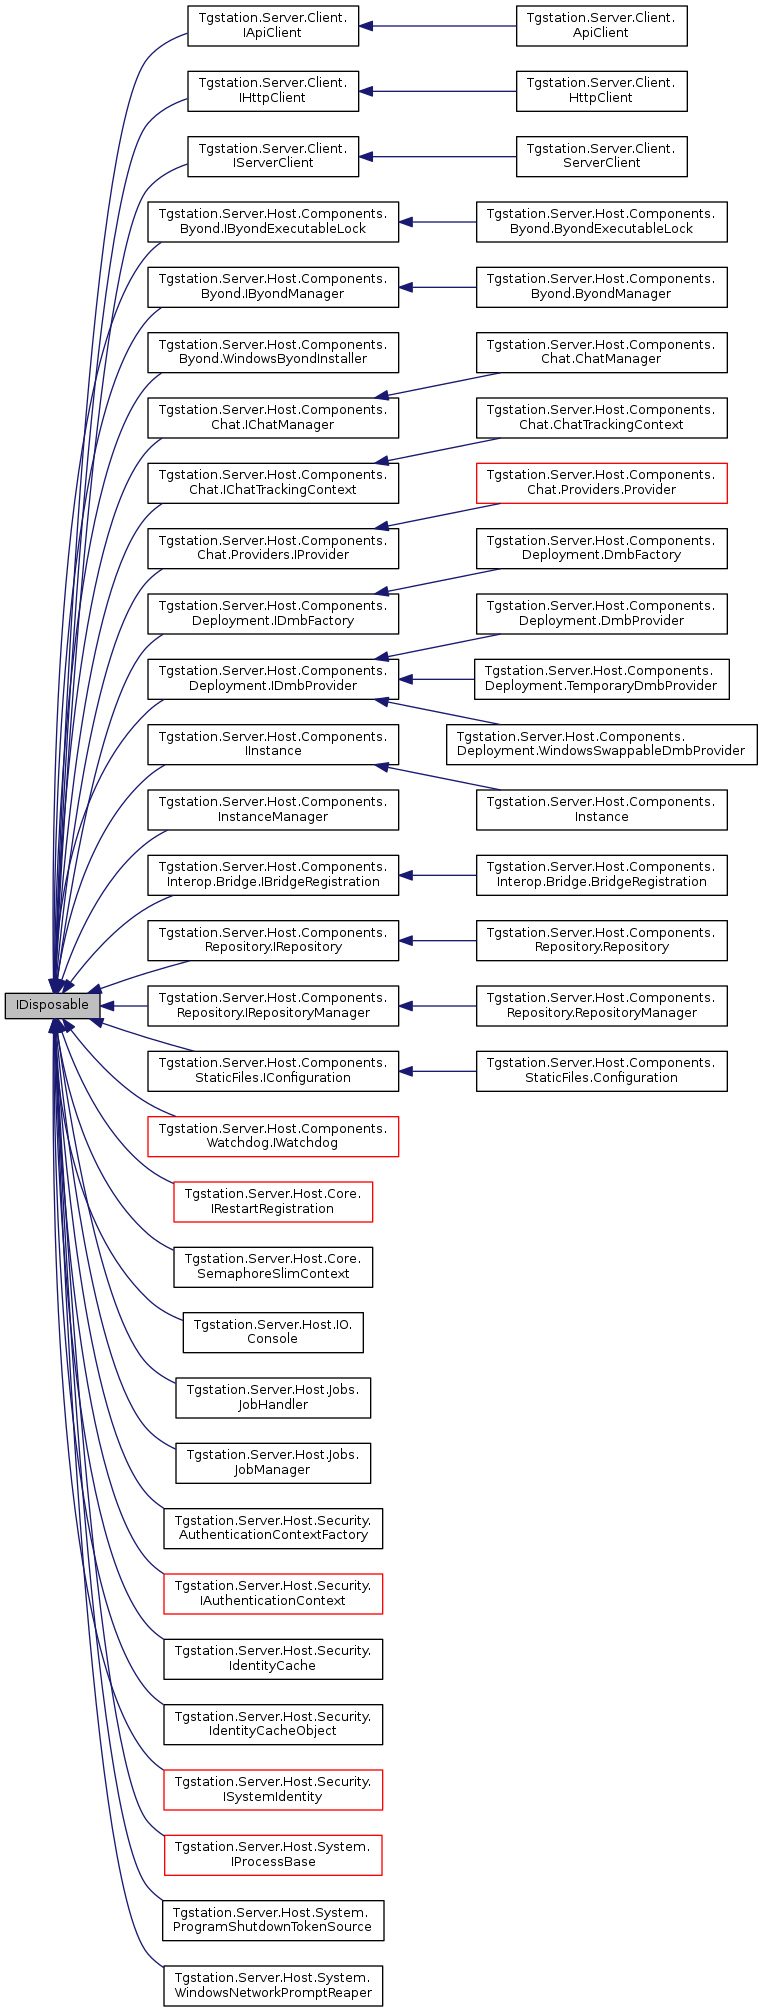 Tgstation.Server.Client.
IApiClient
Tgstation.Server.Client.
ApiClient
Tgstation.Server.Client.
IHttpClient
Tgstation.Server.Client.
HttpClient
Tgstation.Server.Client.
IServerClient
Tgstation.Server.Client.
ServerClient
Tgstation.Server.Host.Components.
Byond.IByondExecutableLock
Tgstation.Server.Host.Components.
Byond.ByondExecutableLock
Tgstation.Server.Host.Components.
Byond.IByondManager
Tgstation.Server.Host.Components.
Byond.ByondManager
Tgstation.Server.Host.Components.
Byond.WindowsByondInstaller
Tgstation.Server.Host.Components.
Chat.ChatManager
Tgstation.Server.Host.Components.
Chat.IChatManager
Tgstation.Server.Host.Components.
Chat.ChatTrackingContext
Tgstation.Server.Host.Components.
Chat.IChatTrackingContext
Tgstation.Server.Host.Components.
Chat.Providers.Provider
Tgstation.Server.Host.Components.
Chat.Providers.IProvider
Tgstation.Server.Host.Components.
Deployment.DmbFactory
Tgstation.Server.Host.Components.
Deployment.IDmbFactory
Tgstation.Server.Host.Components.
Deployment.DmbProvider
Tgstation.Server.Host.Components.
Deployment.IDmbProvider
Tgstation.Server.Host.Components.
Deployment.TemporaryDmbProvider
Tgstation.Server.Host.Components.
IInstance
Tgstation.Server.Host.Components.
Deployment.WindowsSwappableDmbProvider
Tgstation.Server.Host.Components.
InstanceManager
Tgstation.Server.Host.Components.
Instance
Tgstation.Server.Host.Components.
Interop.Bridge.IBridgeRegistration
Tgstation.Server.Host.Components.
Interop.Bridge.BridgeRegistration
Tgstation.Server.Host.Components.
Repository.IRepository
Tgstation.Server.Host.Components.
Repository.Repository
IDisposable
Tgstation.Server.Host.Components.
Repository.IRepositoryManager
Tgstation.Server.Host.Components.
Repository.RepositoryManager
Tgstation.Server.Host.Components.
StaticFiles.IConfiguration
Tgstation.Server.Host.Components.
StaticFiles.Configuration
Tgstation.Server.Host.Components.
Watchdog.IWatchdog
Tgstation.Server.Host.Core.
IRestartRegistration
Tgstation.Server.Host.Core.
SemaphoreSlimContext
Tgstation.Server.Host.IO.
Console
Tgstation.Server.Host.Jobs.
JobHandler
Tgstation.Server.Host.Jobs.
JobManager
Tgstation.Server.Host.Security.
AuthenticationContextFactory
Tgstation.Server.Host.Security.
IAuthenticationContext
Tgstation.Server.Host.Security.
IdentityCache
Tgstation.Server.Host.Security.
IdentityCacheObject
Tgstation.Server.Host.Security.
ISystemIdentity
Tgstation.Server.Host.System.
IProcessBase
Tgstation.Server.Host.System.
ProgramShutdownTokenSource
Tgstation.Server.Host.System.
WindowsNetworkPromptReaper